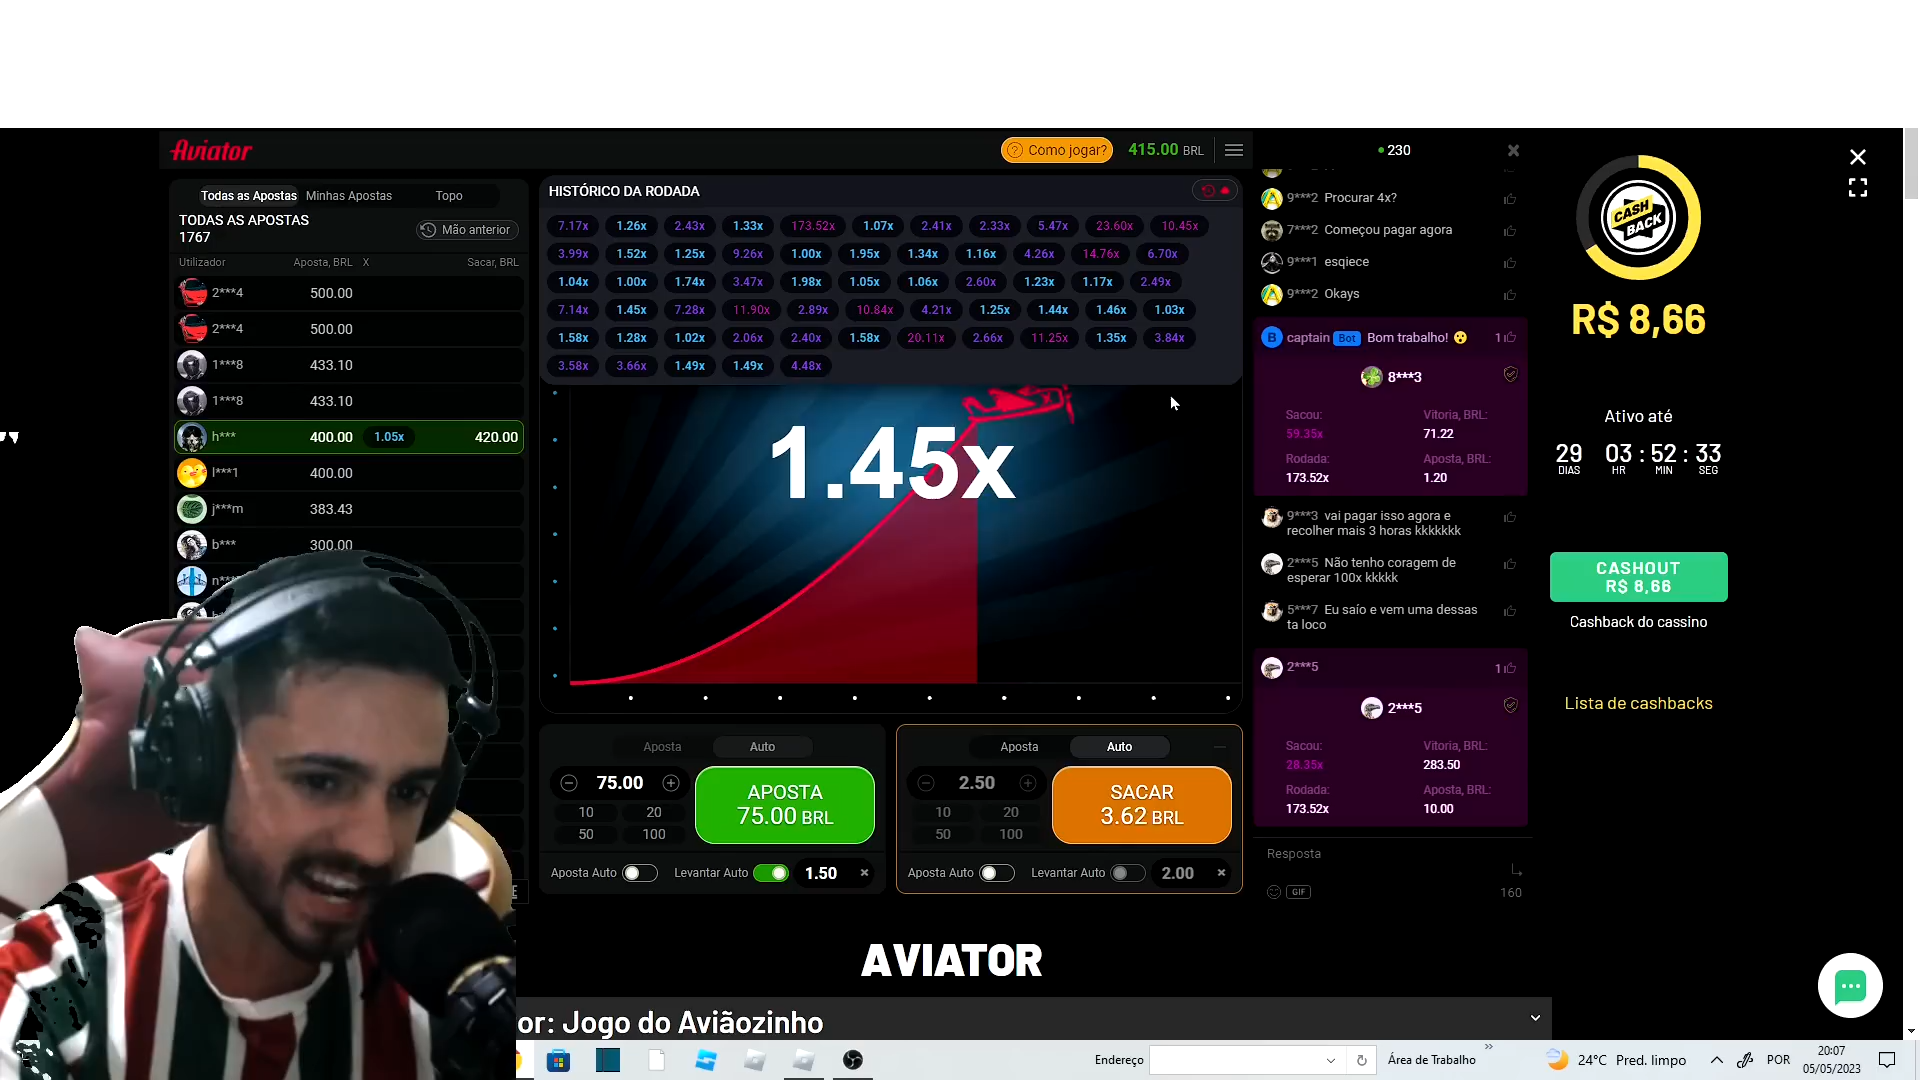 Aviator
Como jogar?
415.00 BRL
Todas as Apostas
Minhas Apostas
Topo
TODAS AS APOSTAS
1767
Mão anterior
Utilizador
Aposta, BRL X
Sacar, BRL
2***4 500.00
2***4 500.00
1***8 433.10
1***8 433.10
h*** 400.00 1.05x 420.00
l***1 400.00
j***m 383.43
b*** 300.00
HISTÓRICO DA RODADA
7.17x 1.26x 2.43x 1.33x 173.52x 1.07x 2.41x 2.33x 5.47x 23.60x 10.45x
3.99x 1.52x 1.25x 9.26x 1.00x 1.95x 1.34x 1.16x 4.26x 14.76x 6.70x
1.04x 1.00x 1.74x 3.47x 1.98x 1.05x 1.06x 2.60x 1.23x 1.17x 2.49x
7.14x 1.45x 7.28x 11.90x 2.89x 10.84x 4.21x 1.25x 1.44x 1.46x 1.03x
1.58x 1.28x 1.02x 2.06x 2.40x 1.58x 20.11x 2.66x 11.25x 1.35x 3.84x
3.58x 3.66x 1.49x 1.49x 4.48x
1.45x
Aposta Auto
75.00
10 20
50 100
APOSTA
75.00 BRL
Aposta Auto
Levantar Auto
1.50
Aposta Auto
2.50
10 20
50 100
SACAR
3.62 BRL
Aposta Auto
Levantar Auto
2.00
230
9***2 Procurar 4x?
7***2 Começou pagar agora
9***1 esqiece
9***2 Okays
B captain Bot Bom trabalho! 😮 1
8***3
Sacou: Vitoria, BRL:
59.35x 71.22
Rodada: Aposta, BRL:
173.52x 1.20
9***3 vai pagar isso agora e
recolher mais 3 horas kkkkkkk
2***5 Não tenho coragem de
esperar 100x kkkkk
5***7 Eu saío e vem uma dessas
ta loco
2***5 1
2***5
Sacou: Vitoria, BRL:
28.35x 283.50
Rodada: Aposta, BRL:
173.52x 10.00
Resposta
GIF
160
CASH
BACK
R$ 8,66
Ativo até
29 03 : 52 : 33
DIAS HR MIN SEG
CASHOUT
R$ 8,66
Cashback do cassino
Lista de cashbacks
AVIATOR
or: Jogo do Aviãozinho
Endereço
Área de Trabalho
24°C Pred. limpo
POR
20:07
05/05/2023